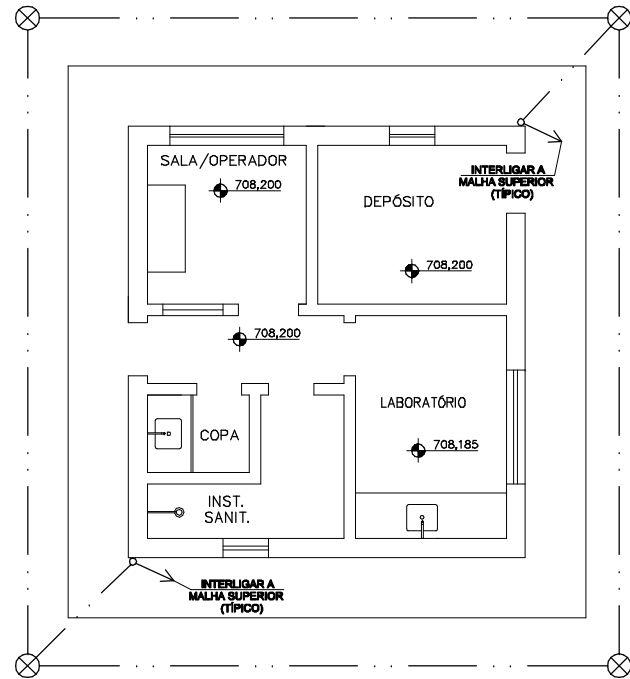 SALA/OPERADOR
708,200
INTERLIGAR A
MALHA SUPERIOR
(TÍPICO)
DEPÓSITO
708,200
708,200
LABORATÓRIO
COPA
708,185
INST.
SANIT.
INTERLIGAR A
MALHA SUPERIOR
(TÍPICO)